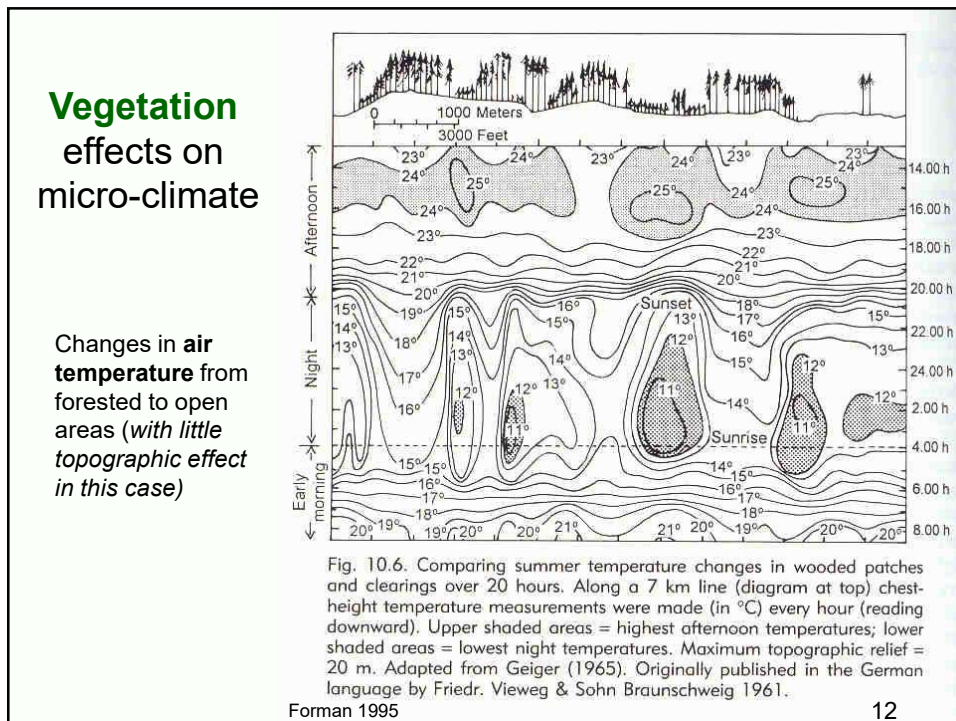 Vegetation
effects on
micro-climate
Changes in air
temperature from
forested to open
areas (with little
topographic effect
in this case)
0 1000 Meters
3000 Feet
Afternoon
Night
Early
morning
23° 24° 23° 24° 23° 24° 23°
24° 25° 24° 25° 24° 25° 24°
23° 23°
22° 22°
21° 21°
20° 20°
19° 18°
Sunset
15° 16° 15° 13° 17° 15°
14° 18° 14° 12° 16° 13°
13° 17° 13° 14° 15° 12°
16° 12° 12° 13° 11° 14° 12°
11° 11°
Sunrise
15° 15° 14° 15°
16° 16°
17° 17°
18° 18°
20° 19° 20° 19° 20° 21° 20° 21° 20° 19° 20° 19° 20°
14.00 h
16.00 h
18.00 h
20.00 h
22.00 h
24.00 h
2.00 h
4.00 h
6.00 h
8.00 h
Fig. 10.6. Comparing summer temperature changes in wooded patches
and clearings over 20 hours. Along a 7 km line (diagram at top) chest-
height temperature measurements were made (in °C) every hour (reading
downward). Upper shaded areas = highest afternoon temperatures; lower
shaded areas = lowest night temperatures. Maximum topographic relief =
20 m. Adapted from Geiger (1965). Originally published in the German
language by Friedr. Vieweg & Sohn Braunschweig 1961.
Forman 1995
12